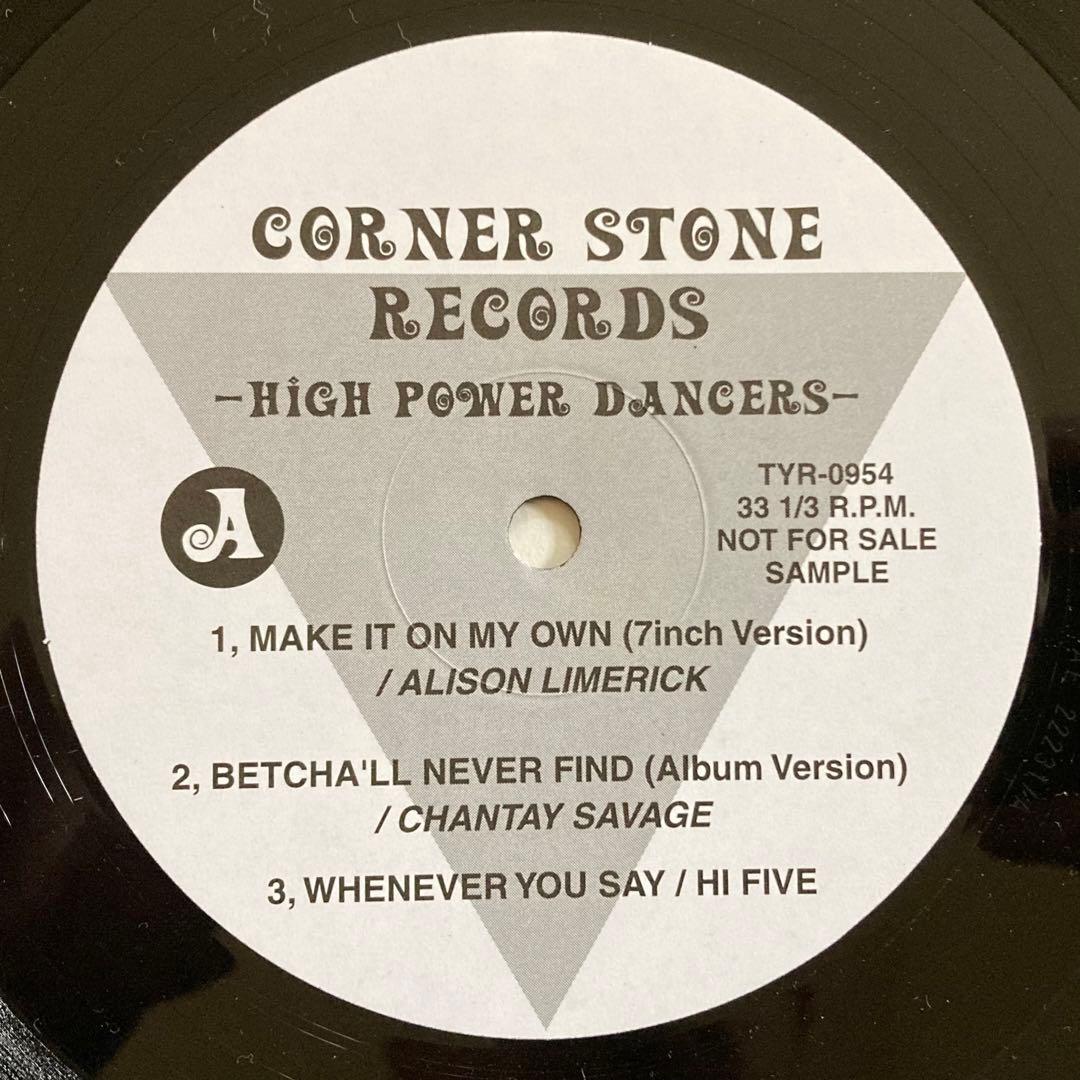 CORNER STONE
RECORDS
-HiGH POWER DANCERS-
A
TYR-0954
33 1/3 R.P.M.
NOT FOR SALE
SAMPLE
1, MAKE IT ON MY OWN (7inch Version)
/ ALISON LIMERICK
2, BETCHA'LL NEVER FIND (Album Version)
/ CHANTAY SAVAGE
3, WHENEVER YOU SAY / HI FIVE